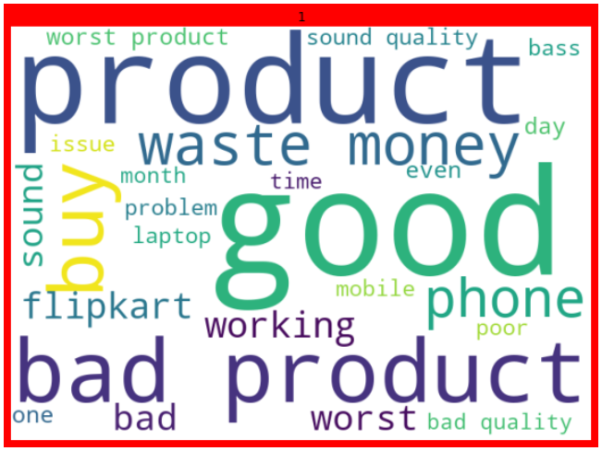 1
worst product
sound quality
bass
product
day
issue
waste money
month
time
even
sound
buy
problem
laptop
good
mobile
flipkart
phone
working
poor
bad product
one
bad
worst
bad quality